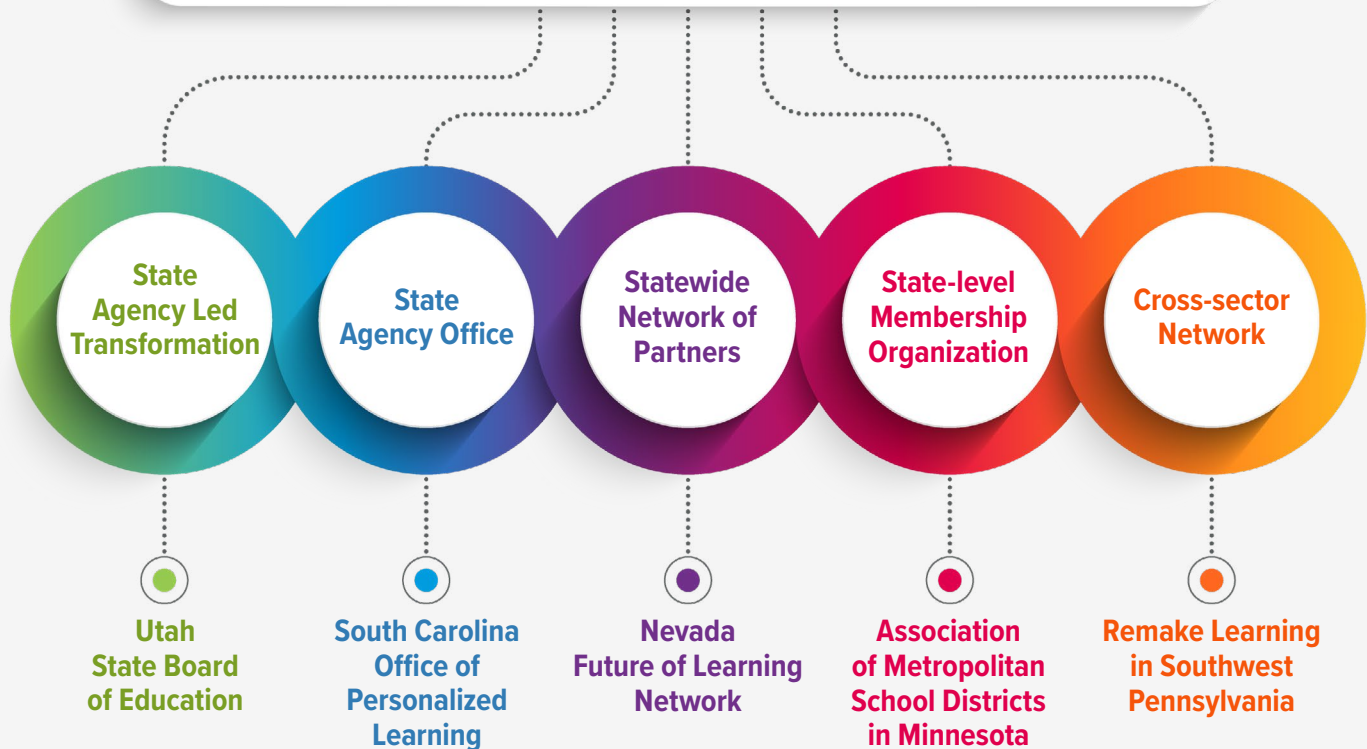 State
Agency Led
Transformation
State
Agency Office
Statewide
Network of
Partners
State-level
Membership
Organization
Cross-sector
Network
Utah
State Board
of Education
South Carolina
Office of
Personalized
Learning
Nevada
Future of Learning
Network
Association
of Metropolitan
School Districts
in Minnesota
Remake Learning
in Southwest
Pennsylvania